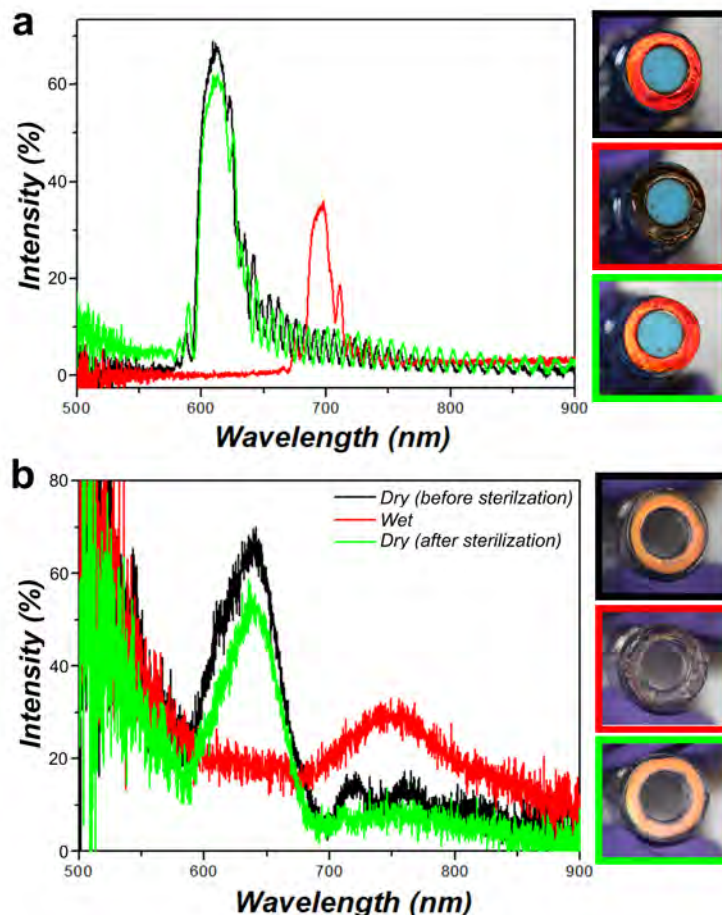 a
60
40
20
0
Intensity (%)
500 600 700 800 900
Wavelength (nm)
b
80
60
40
20
0
Intensity (%)
Dry (before sterilzation)
Wet
Dry (after sterilization)
500 600 700 800 900
Wavelength (nm)